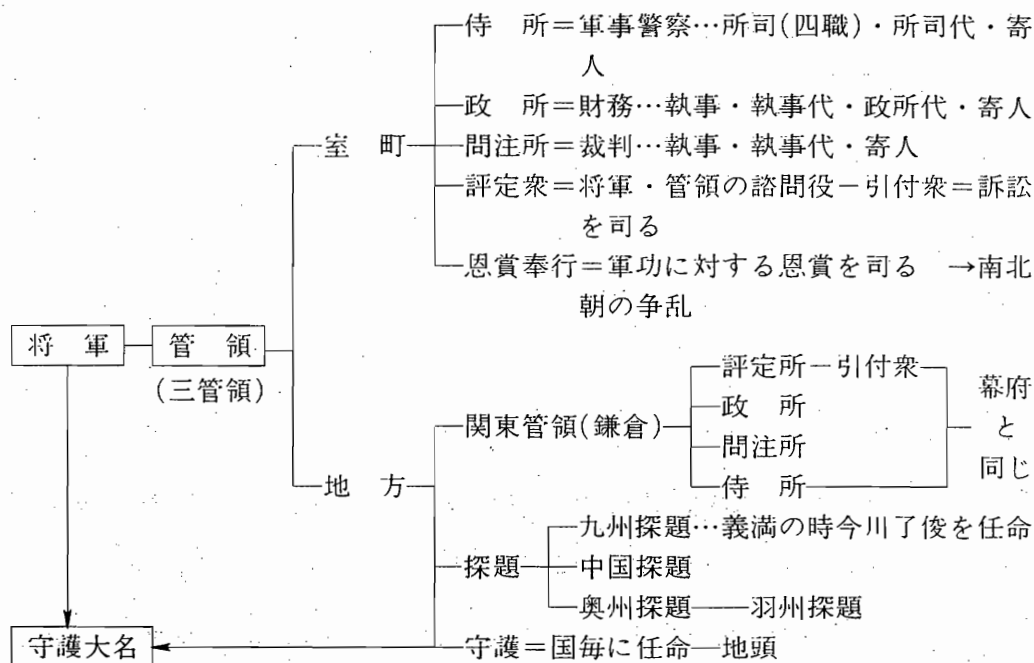 侍　所＝軍事警察…所司(四職)・所司代・寄
人
政　所＝財務…執事・執事代・政所代・寄人
室　町
問注所＝裁判…執事・執事代・寄人
評定衆＝将軍・管領の諮問役－引付衆＝訴訟
を司る
恩賞奉行＝軍功に対する恩賞を司る　→南北
朝の争乱
将　軍
管　領
(三管領)
地　方
関東管領(鎌倉)
評定所－引付衆
政　所
問注所
侍　所
幕府
と
同じ
探題
九州探題…義満の時今川了俊を任命
中国探題
奥州探題──羽州探題
守護大名
守護＝国毎に任命─地頭